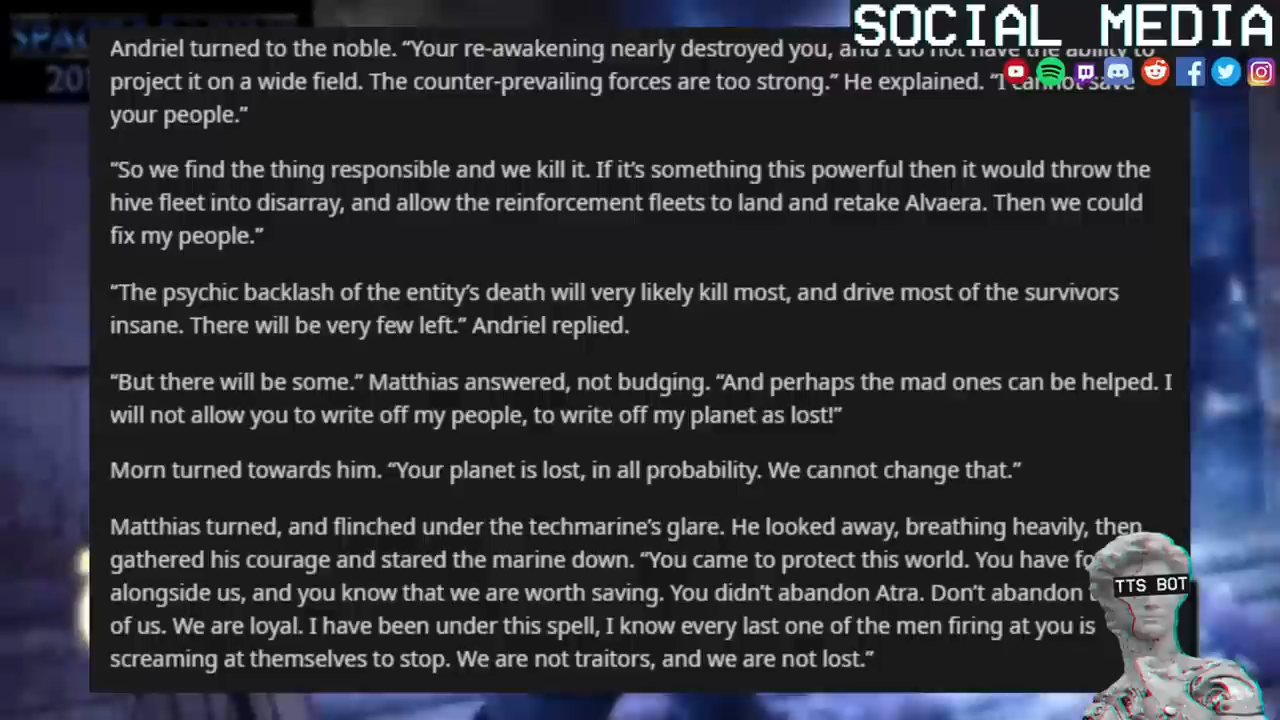 SOCIAL MEDIA
SPAC
201
Andriel turned to the noble. “Your re-awakening nearly destroyed you, and I do not have the ability to
project it on a wide field. The counter-prevailing forces are too strong.” He explained. “I cannot save
your people.”
“So we find the thing responsible and we kill it. If it’s something this powerful then it would throw the
hive fleet into disarray, and allow the reinforcement fleets to land and retake Alvaera. Then we could
fix my people.”
“The psychic backlash of the entity’s death will very likely kill most, and drive most of the survivors
insane. There will be very few left.” Andriel replied.
“But there will be some.” Matthias answered, not budging. “And perhaps the mad ones can be helped. I
will not allow you to write off my people, to write off my planet as lost!”
Morn turned towards him. “Your planet is lost, in all probability. We cannot change that.”
Matthias turned, and flinched under the techmarine’s glare. He looked away, breathing heavily, then
gathered his courage and stared the marine down. “You came to protect this world. You have fo
alongside us, and you know that we are worth saving. You didn’t abandon Atra. Don’t abandon
of us. We are loyal. I have been under this spell, I know every last one of the men firing at you is
screaming at themselves to stop. We are not traitors, and we are not lost.”
TTS BOT